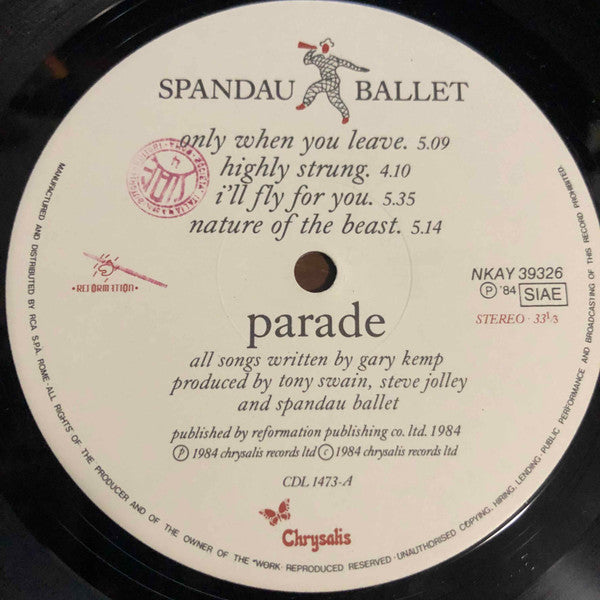 SPANDAU BALLET
only when you leave. 5.09
highly strung. 4.10
i'll fly for you. 5.35
nature of the beast. 5.14
SIAE
•REFORMATION•
NKAY 39326
Ⓟ '84 SIAE
STEREO · 33⅓
parade
all songs written by gary kemp
produced by tony swain, steve jolley
and spandau ballet
published by reformation publishing co. ltd. 1984
Ⓟ 1984 chrysalis records ltd Ⓒ 1984 chrysalis records ltd
CDL 1473-A
Chrysalis
MANUFACTURED AND DISTRIBUTED BY RCA S.P.A. ROME·ALL RIGHTS OF THE PRODUCER AND OF THE OWNER OF THE "WORK· REPRODUCED RESERVED·UNAUTHORISED COPYING, HIRING, LENDING, PUBLIC PERFORMANCE AND BROADCASTING OF THIS RECORD PROHIBITED.